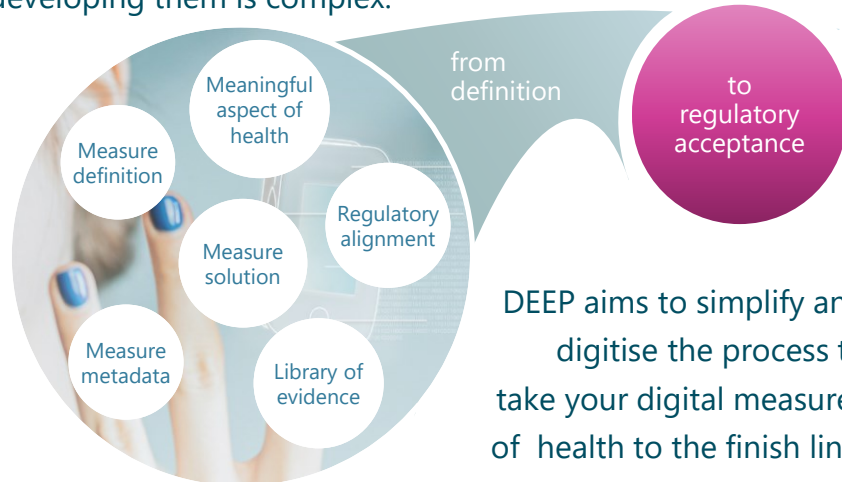 developing them is complex.
from
definition
to
regulatory
acceptance
Meaningful
aspect of
health
Measure
definition
Regulatory
alignment
Measure
solution
Measure
metadata
Library of
evidence
DEEP aims to simplify an
digitise the process t
take your digital measure
of health to the finish lin